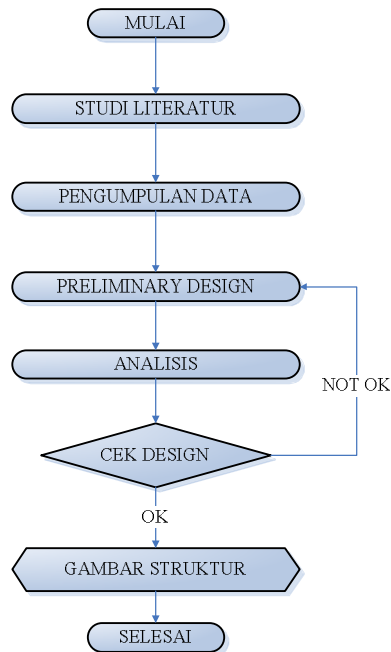 MULAI
STUDI LITERATUR
PENGUMPULAN DATA
PRELIMINARY DESIGN
ANALISIS
NOT OK
CEK DESIGN
OK
GAMBAR STRUKTUR
SELESAI